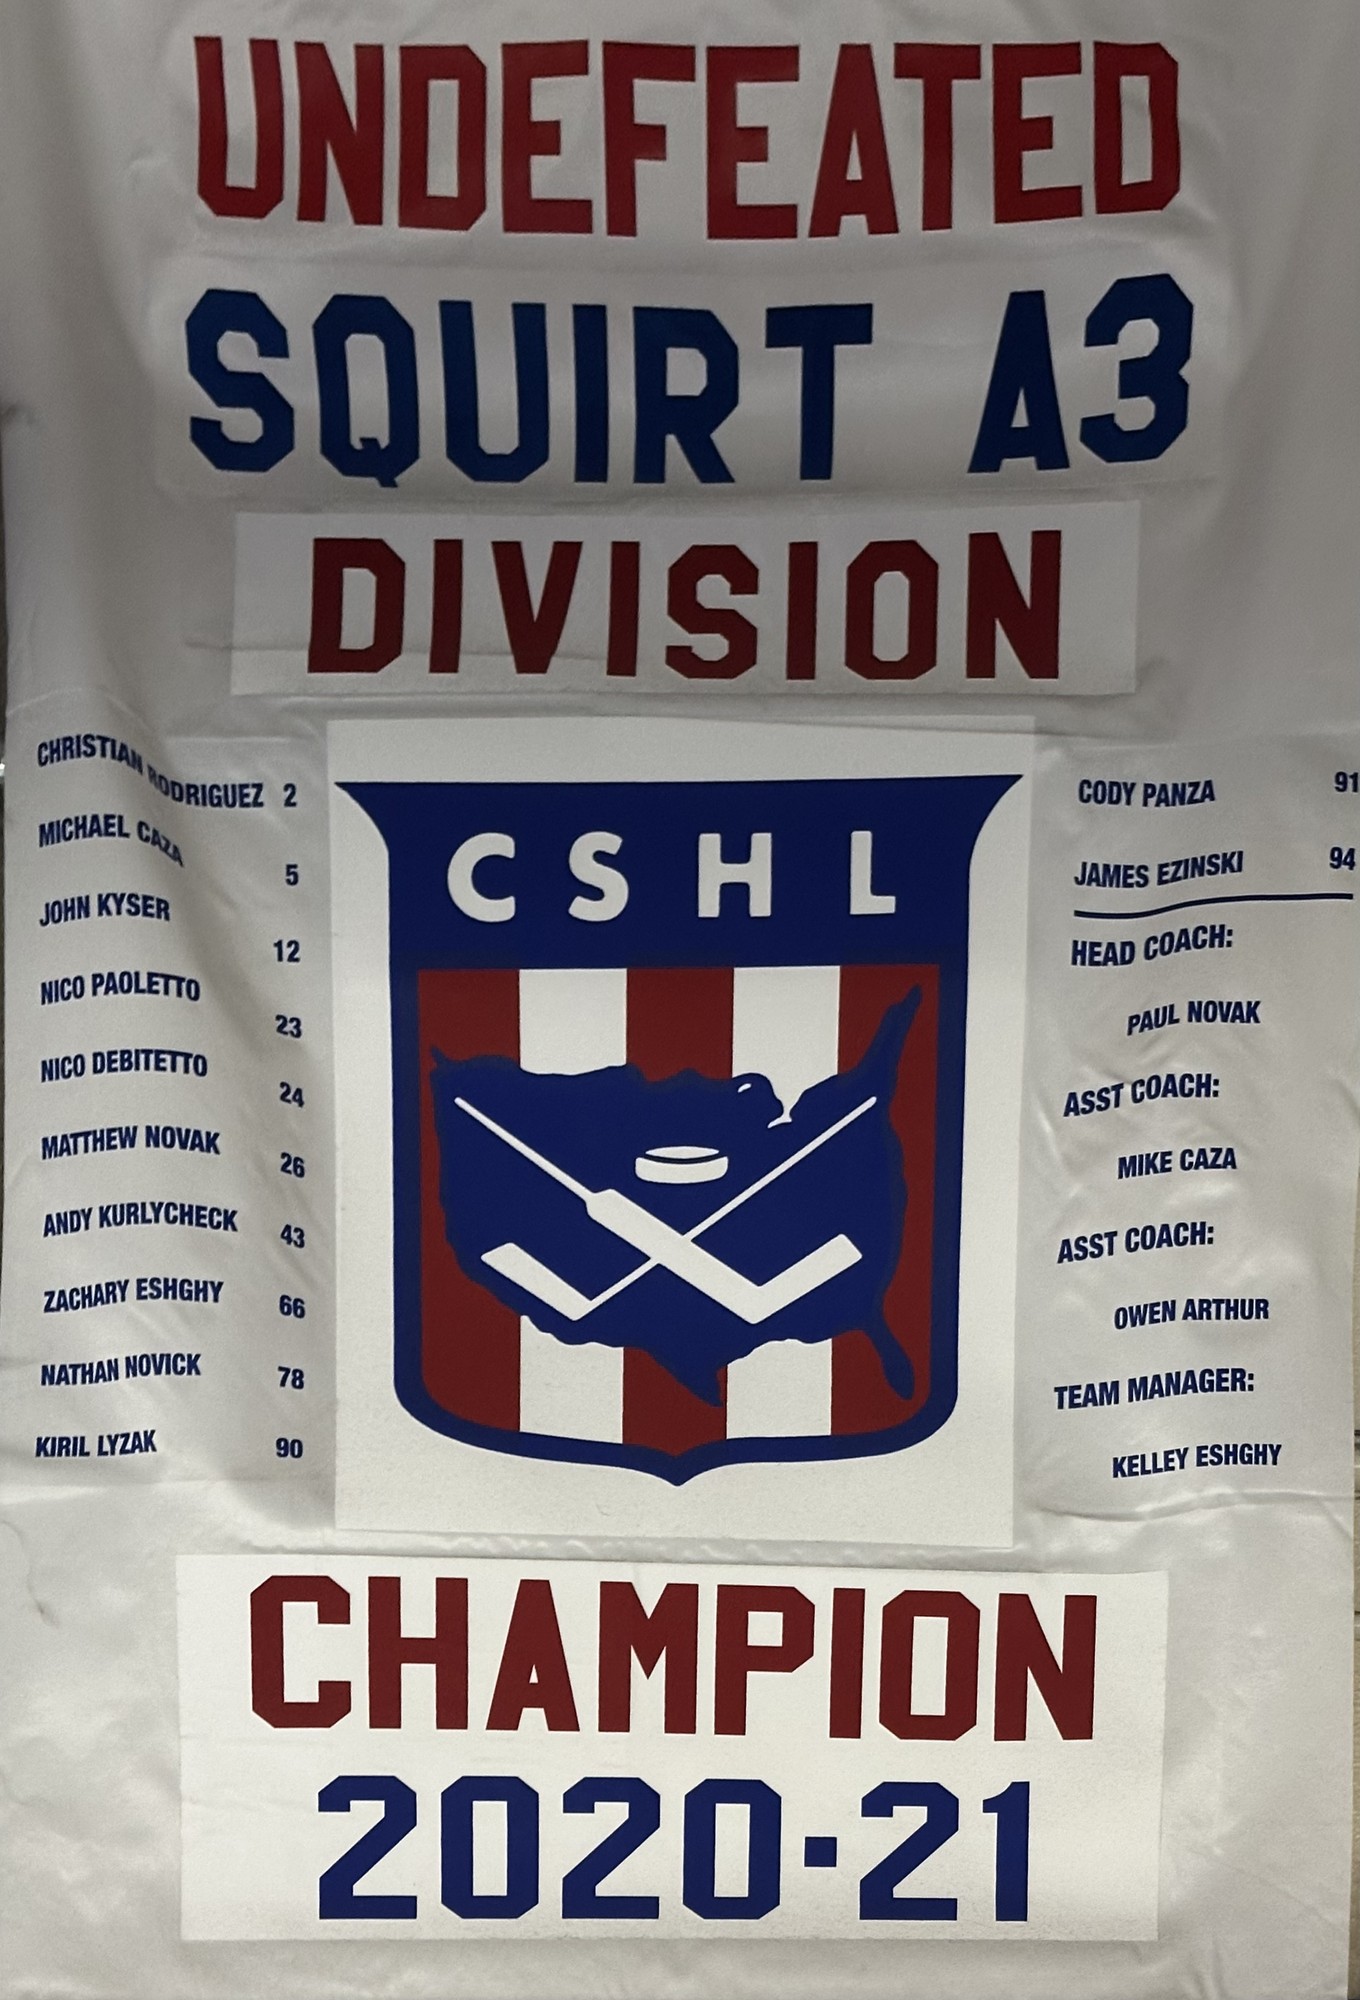 UNDEFEATED
SQUIRT A3
DIVISION
CHRISTIAN RODRIGUEZ 2
MICHAEL CAZA 5
JOHN KYSER 12
NICO PAOLETTO 23
NICO DEBITETTO 24
MATTHEW NOVAK 26
ANDY KURLYCHECK 43
ZACHARY ESHGHY 66
NATHAN NOVICK 78
KIRIL LYZAK 90
CSHL
CODY PANZA 91
JAMES EZINSKI 94
HEAD COACH:
PAUL NOVAK
ASST COACH:
MIKE CAZA
ASST COACH:
OWEN ARTHUR
TEAM MANAGER:
KELLEY ESHGHY
CHAMPION
2020-21